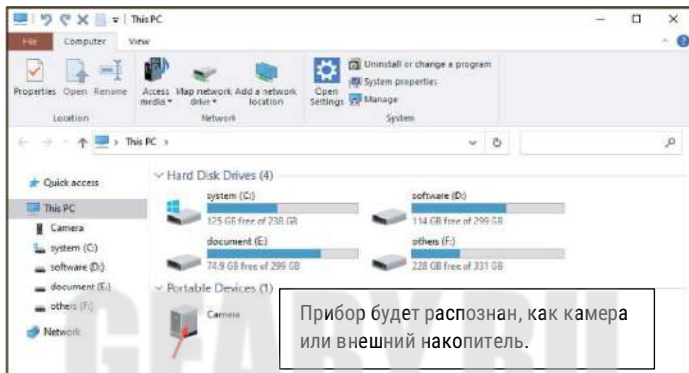 This PC
File Computer View
Properties Open Rename Access media Map network drive Add a network location Open Settings Uninstall or change a program
System properties
Manage
Location Network System
This PC
Quick access
This PC
Camera
system (C:)
software (D:)
document (E:)
others (F:)
Network
Hard Disk Drives (4)
system (C:)
125 GB free of 238 GB
software (D:)
114 GB free of 299 GB
document (E:)
74.9 GB free of 299 GB
others (F:)
228 GB free of 331 GB
Portable Devices (1)
Camera
Прибор будет распознан, как камера
или внешний накопитель.